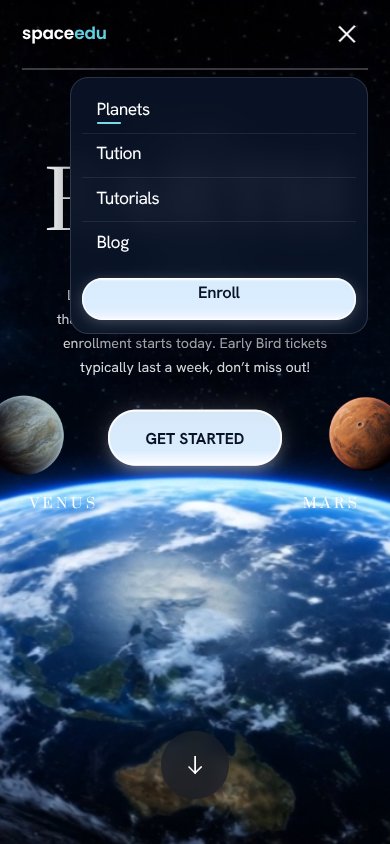 spaceedu
Planets
Tution
Tutorials
Blog
Enroll
enrollment starts today. Early Bird tickets
typically last a week, don’t miss out!
GET STARTED
VENUS
MARS